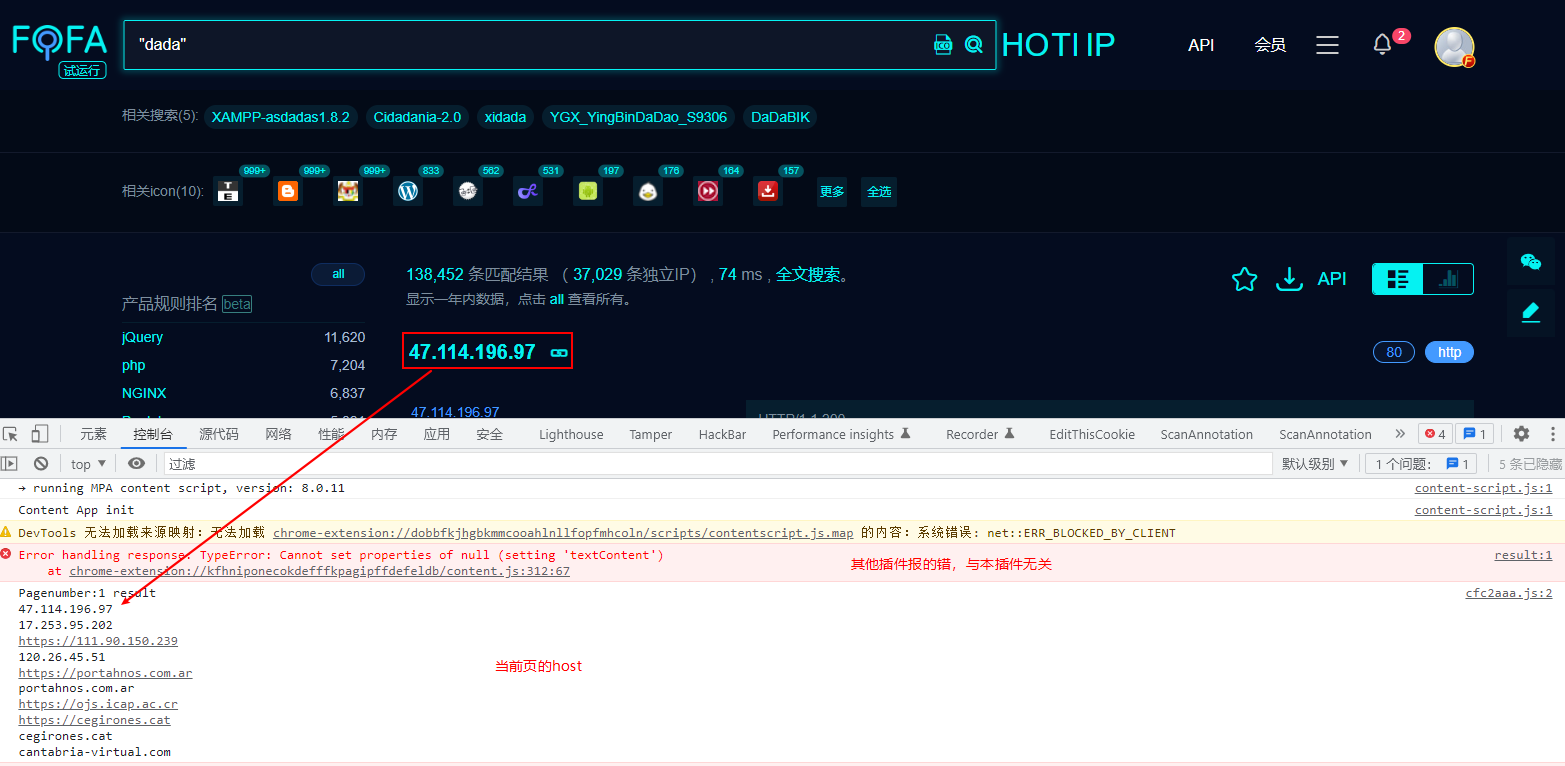 FOFA
试运行
"dada"
ICO
HOTIIP
API
会员
2
F
相关搜索(5):
XAMPP-asdadas1.8.2
Cidadania-2.0
xidada
YGX_YingBinDaDao_S9306
DaDaBIK
999+
999+
999+
833
562
531
197
176
164
157
相关icon(10):
更多
全选
all
138,452 条匹配结果 （ 37,029 条独立IP），74 ms , 全文搜索。
显示一年内数据，点击 all 查看所有。
API
产品规则排名 beta
jQuery 11,620
php 7,204
NGINX 6,837
47.114.196.97
80
http
47.114.196.97
HTTP/1.1 200
元素
控制台
源代码
网络
性能
内存
应用
安全
Lighthouse
Tamper
HackBar
Performance insights
Recorder
EditThisCookie
ScanAnnotation
ScanAnnotation
4
1
top
过滤
默认级别
1 个问题:
1
5 条已隐藏
→ running MPA content script, version: 8.0.11
content-script.js:1
Content App init
content-script.js:1
DevTools 无法加载来源映射: 无法加载 chrome-extension://dobbfkjhgbkmmcooahlnllfopfmhcoln/scripts/contentscript.js.map 的内容: 系统错误: net::ERR_BLOCKED_BY_CLIENT
Error handling response: TypeError: Cannot set properties of null (setting 'textContent')
result:1
at chrome-extension://kfhniponecokdefffkpagipffdefeldb/content.js:312:67
其他插件报的错，与本插件无关
Pagenumber:1 result
cfc2aaa.js:2
47.114.196.97
17.253.95.202
https://111.90.150.239
120.26.45.51
https://portahnos.com.ar
当前页的host
portahnos.com.ar
https://ojs.icap.ac.cr
https://cegirones.cat
cegirones.cat
cantabria-virtual.com